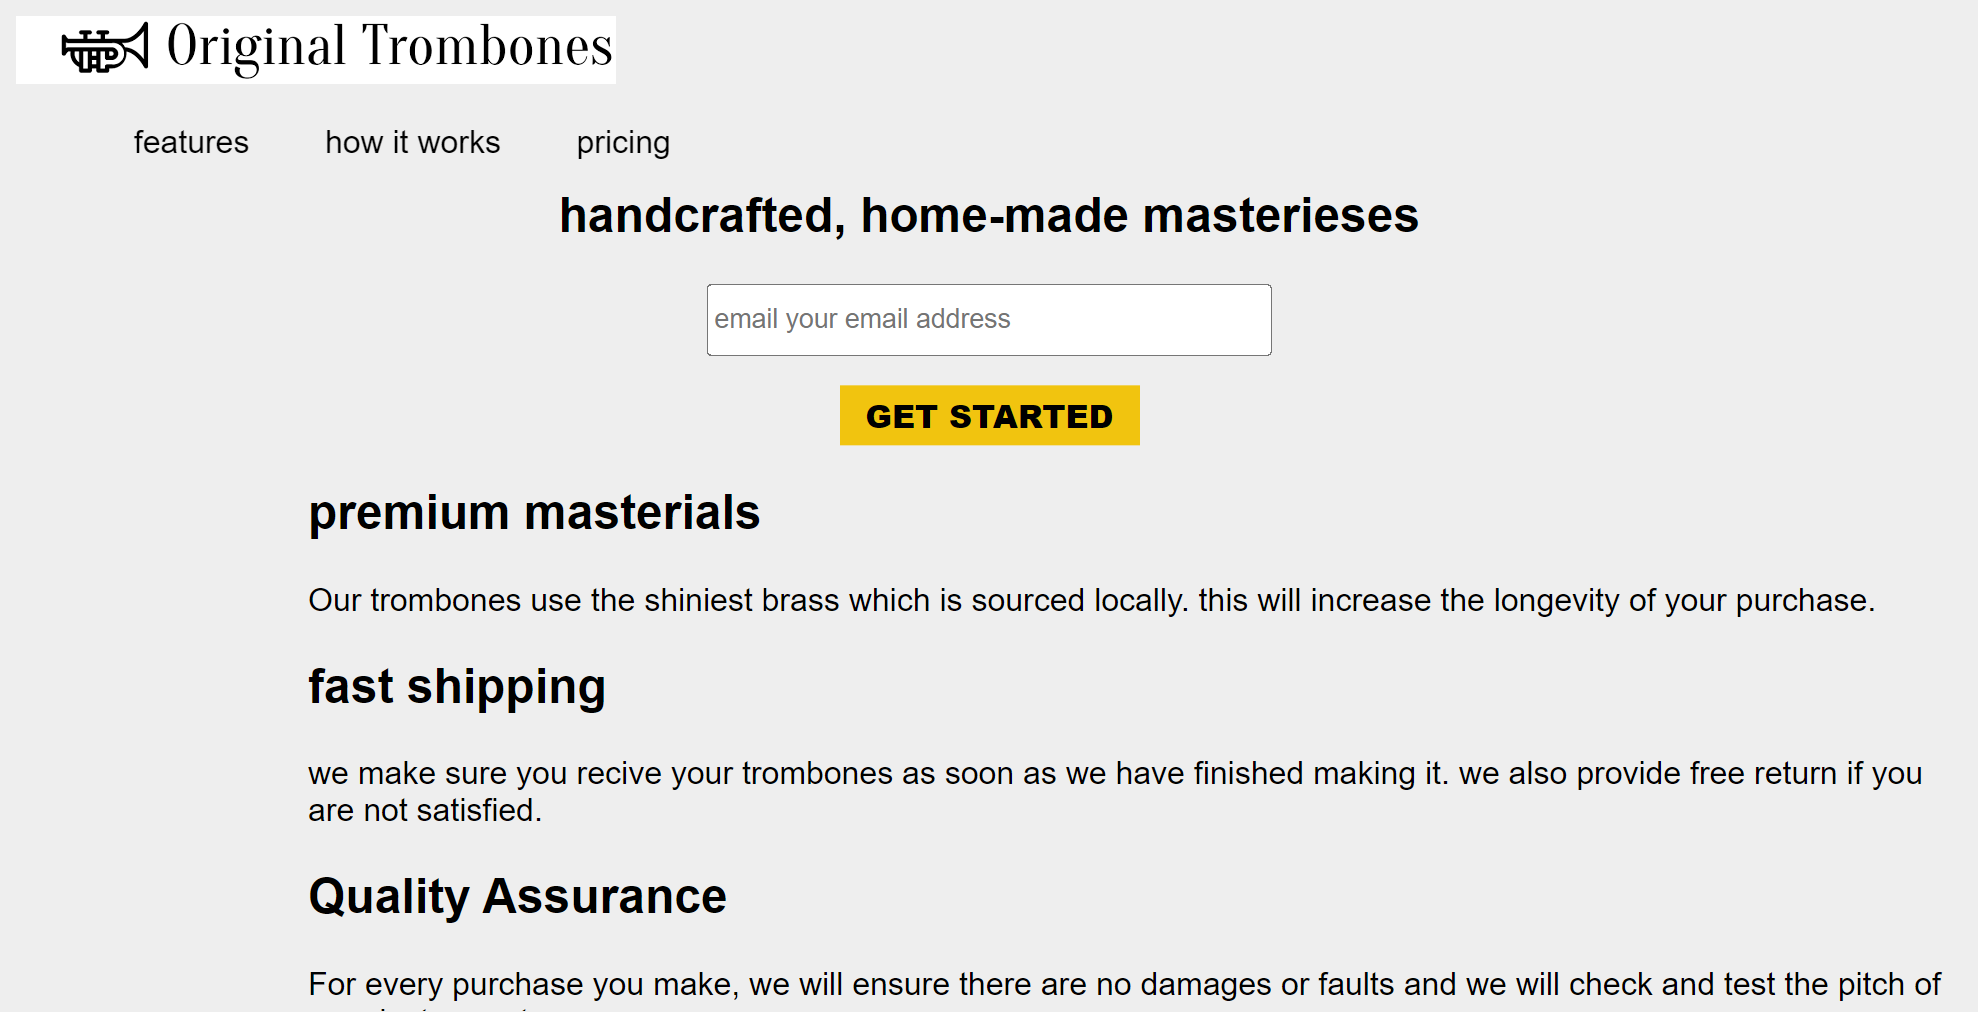 Original Trombones
features how it works pricing
handcrafted, home-made masterieses
email your email address
GET STARTED
premium masterials
Our trombones use the shiniest brass which is sourced locally. this will increase the longevity of your purchase.
fast shipping
we make sure you recive your trombones as soon as we have finished making it. we also provide free return if you
are not satisfied.
Quality Assurance
For every purchase you make, we will ensure there are no damages or faults and we will check and test the pitch of